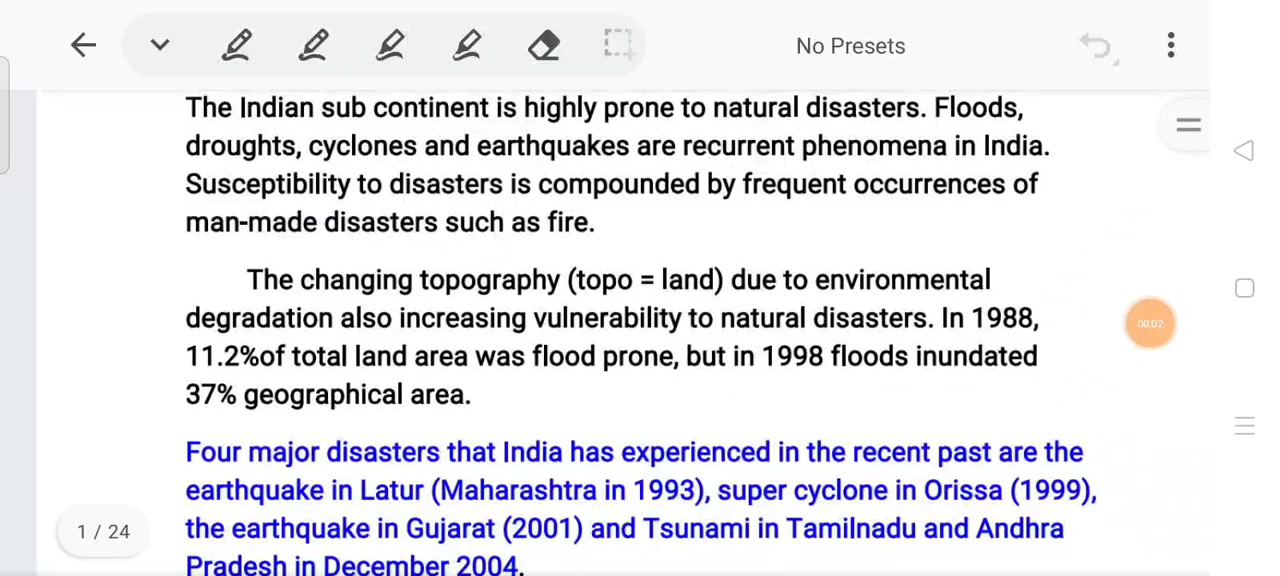 No Presets
The Indian sub continent is highly prone to natural disasters. Floods,
droughts, cyclones and earthquakes are recurrent phenomena in India.
Susceptibility to disasters is compounded by frequent occurrences of
man-made disasters such as fire.
The changing topography (topo = land) due to environmental
degradation also increasing vulnerability to natural disasters. In 1988,
11.2%of total land area was flood prone, but in 1998 floods inundated
00:02
37% geographical area.
Four major disasters that India has experienced in the recent past are the
earthquake in Latur (Maharashtra in 1993), super cyclone in Orissa (1999),
the earthquake in Gujarat (2001) and Tsunami in Tamilnadu and Andhra
1 / 24
Pradesh in December 2004.